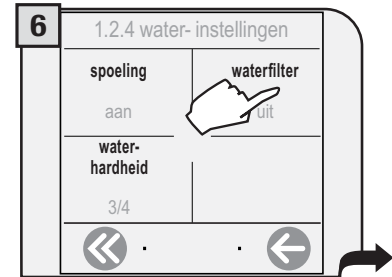 6
1.2.4 water- instellingen
spoeling
waterfilter
aan
uit
water-
hardheid
3/4